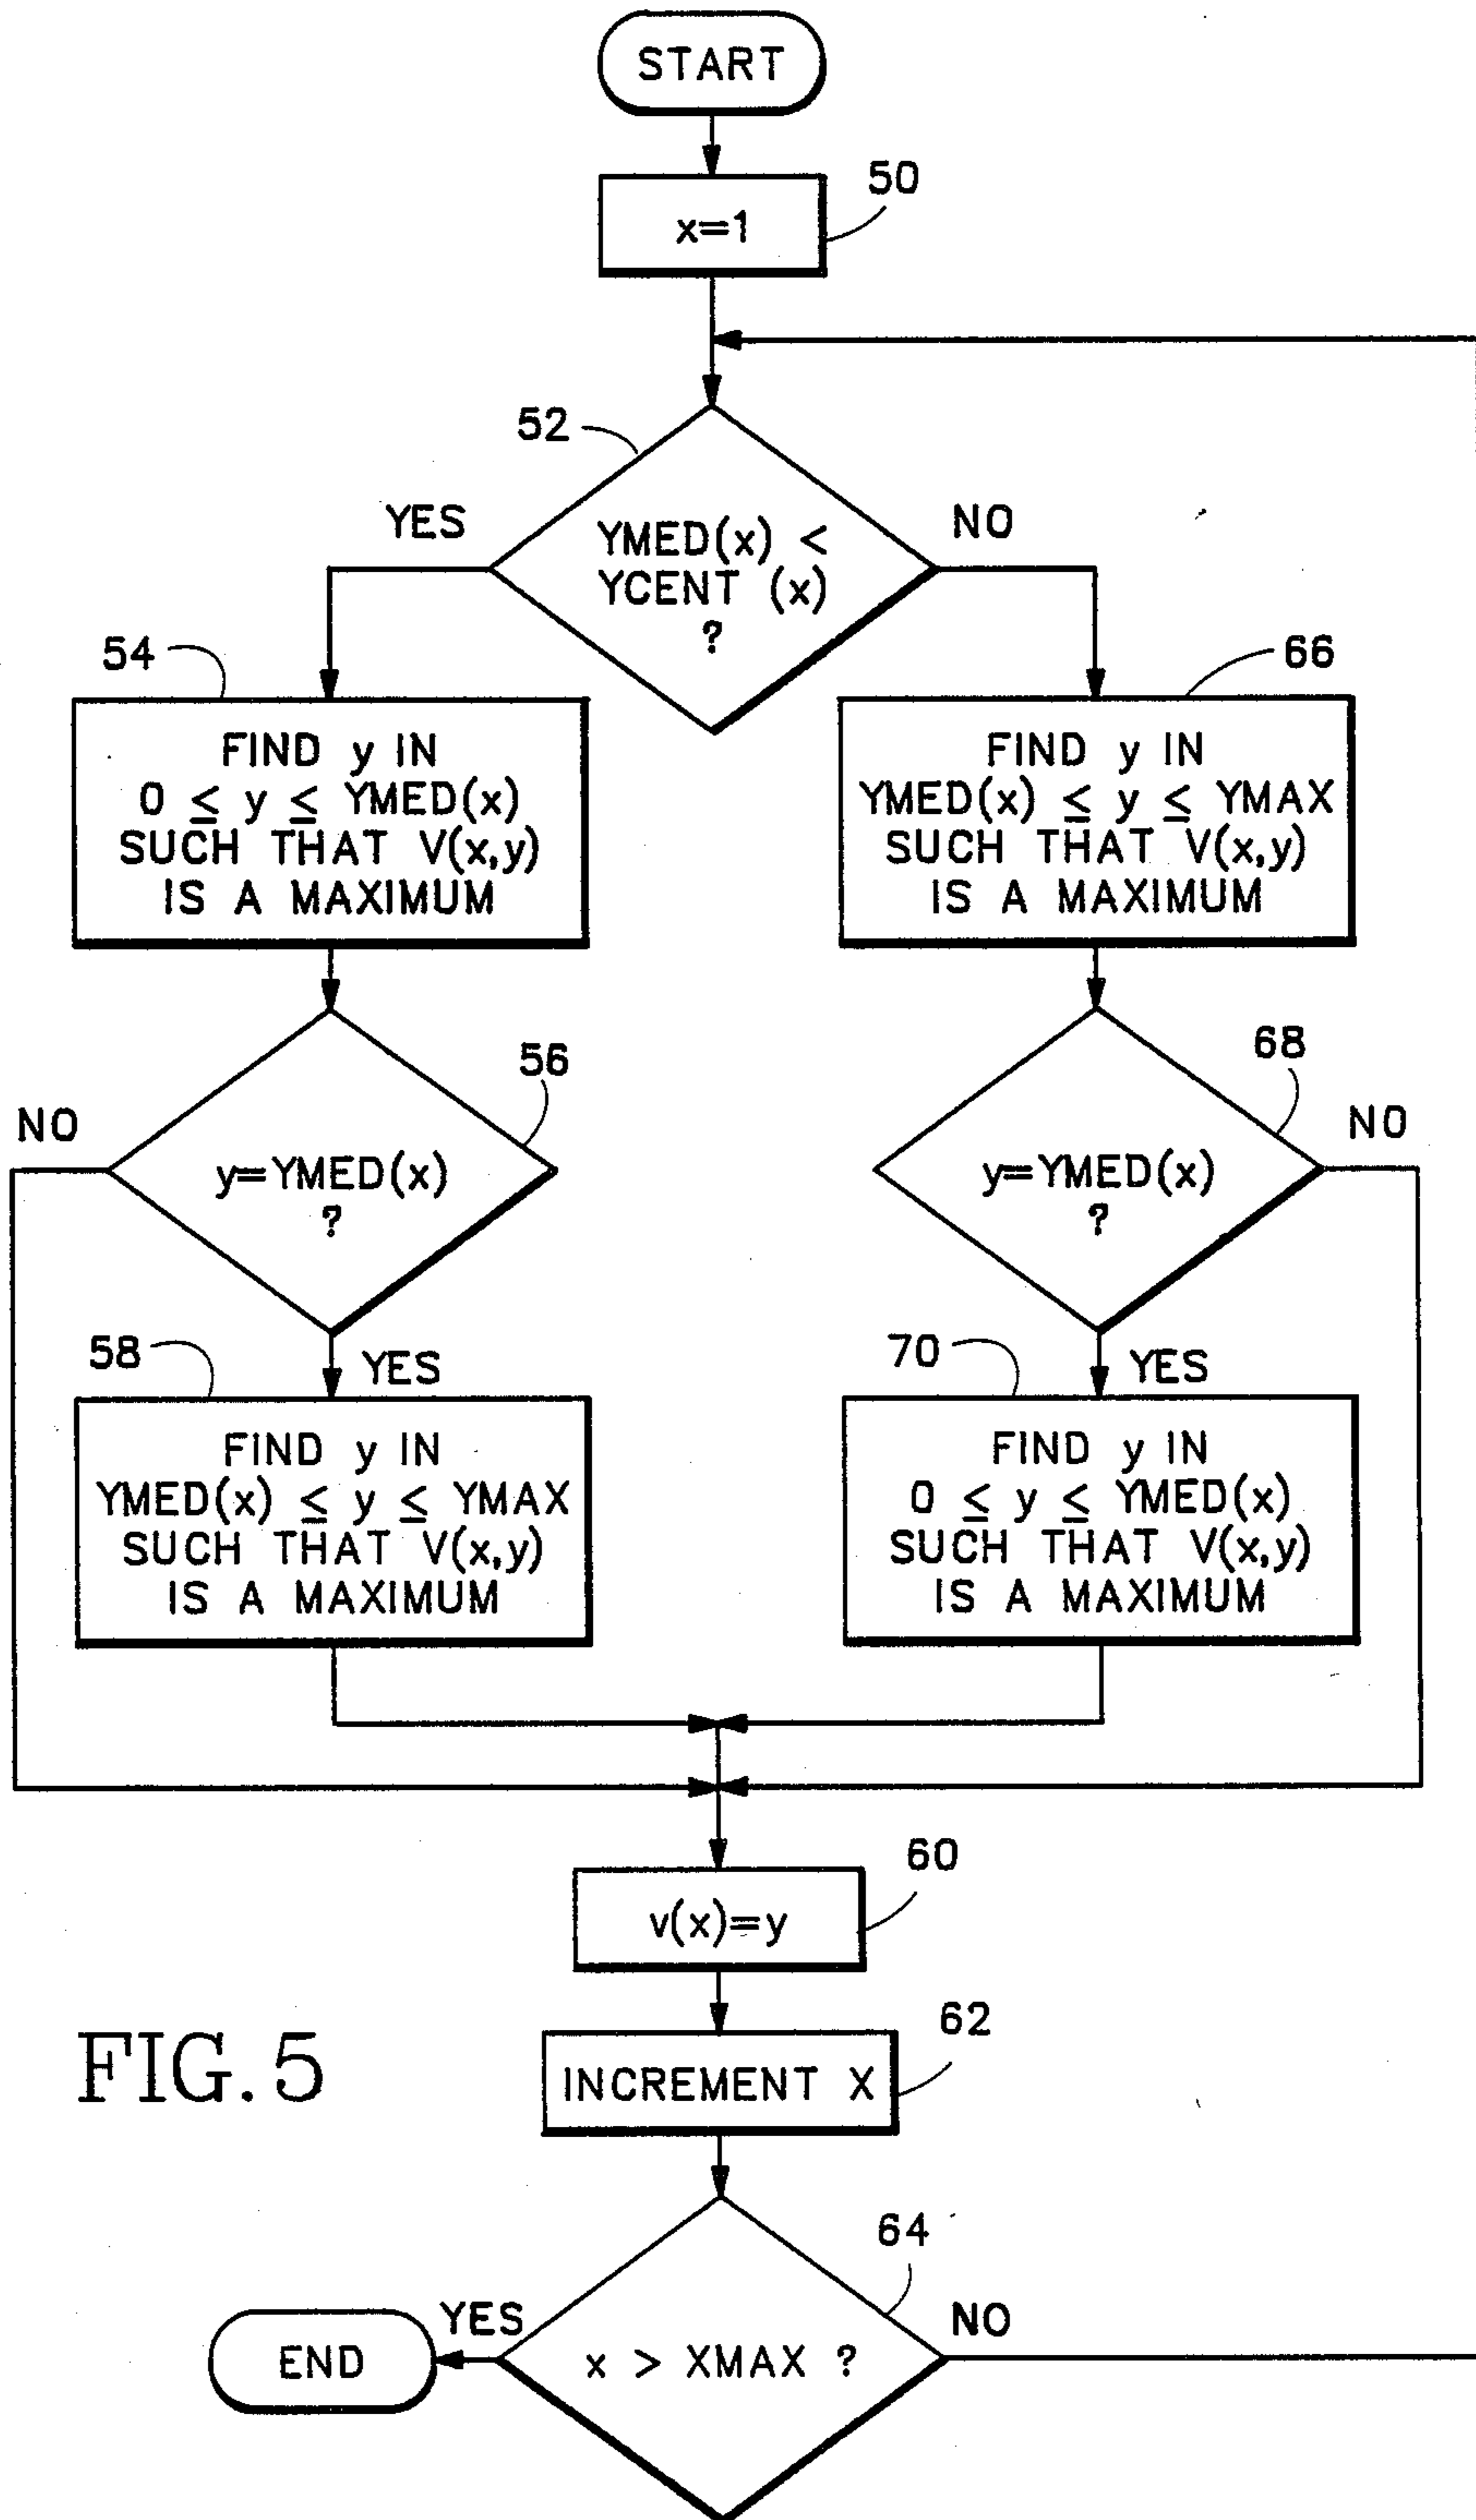 START
50
x=1
52
YES
NO
YMED(x) <
YCENT (x)
?
54
66
FIND y IN
0 ≤ y ≤ YMED(x)
SUCH THAT V(x,y)
IS A MAXIMUM
FIND y IN
YMED(x) ≤ y ≤ YMAX
SUCH THAT V(x,y)
IS A MAXIMUM
56
68
NO
NO
y=YMED(x)
?
y=YMED(x)
?
58
YES
70
YES
FIND y IN
YMED(x) ≤ y ≤ YMAX
SUCH THAT V(x,y)
IS A MAXIMUM
FIND y IN
0 ≤ y ≤ YMED(x)
SUCH THAT V(x,y)
IS A MAXIMUM
60
v(x)=y
62
INCREMENT X
FIG. 5
64
YES
NO
END
x > XMAX ?